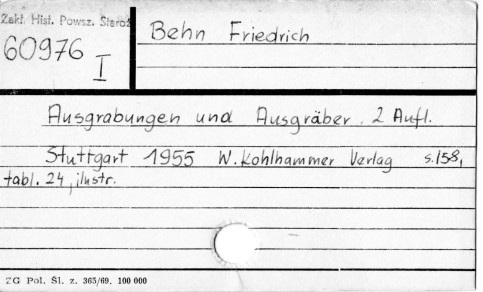 Zakł. Hist. Powsz. Staroż
60976
I
Behn Friedrich
Ausgrabungen und Ausgräber. 2 Aufl.
Stuttgart 1955 W. Kohlhammer Verlag s. 158,
tabl. 24, ilustr.
ZG Pol. Śl. z. 365/69. 100 000